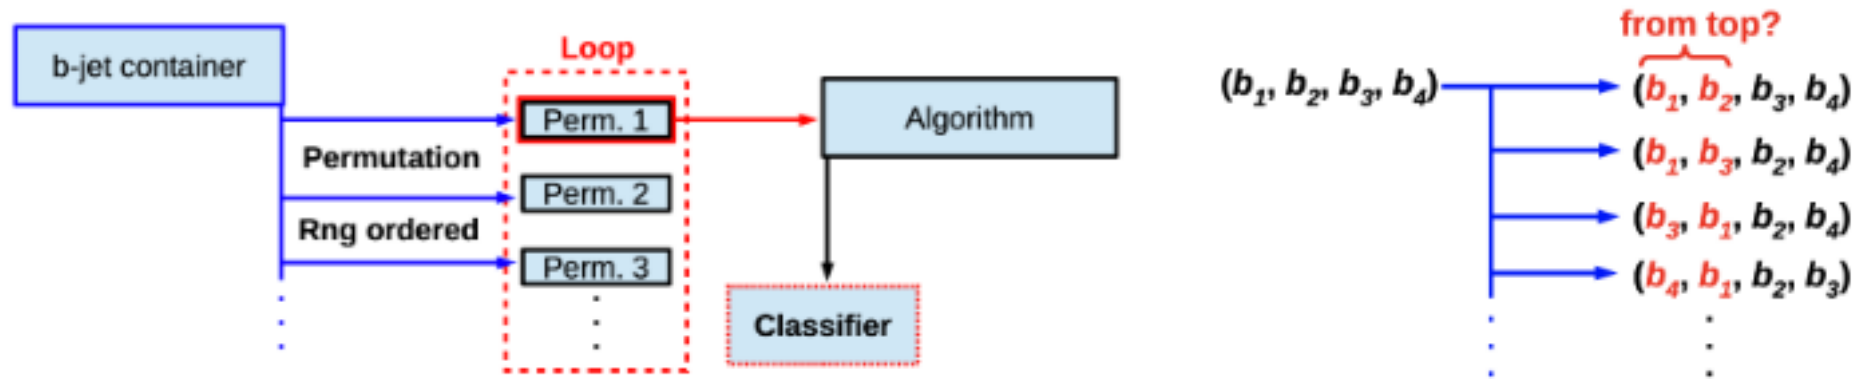 b-jet container
Permutation
Rng ordered
Loop
Perm. 1
Perm. 2
Perm. 3
Algorithm
Classifier
from top?
(b₁, b₂, b₃, b₄)
(b₁, b₂, b₃, b₄)
(b₁, b₃, b₂, b₄)
(b₃, b₁, b₂, b₄)
(b₄, b₁, b₂, b₃)